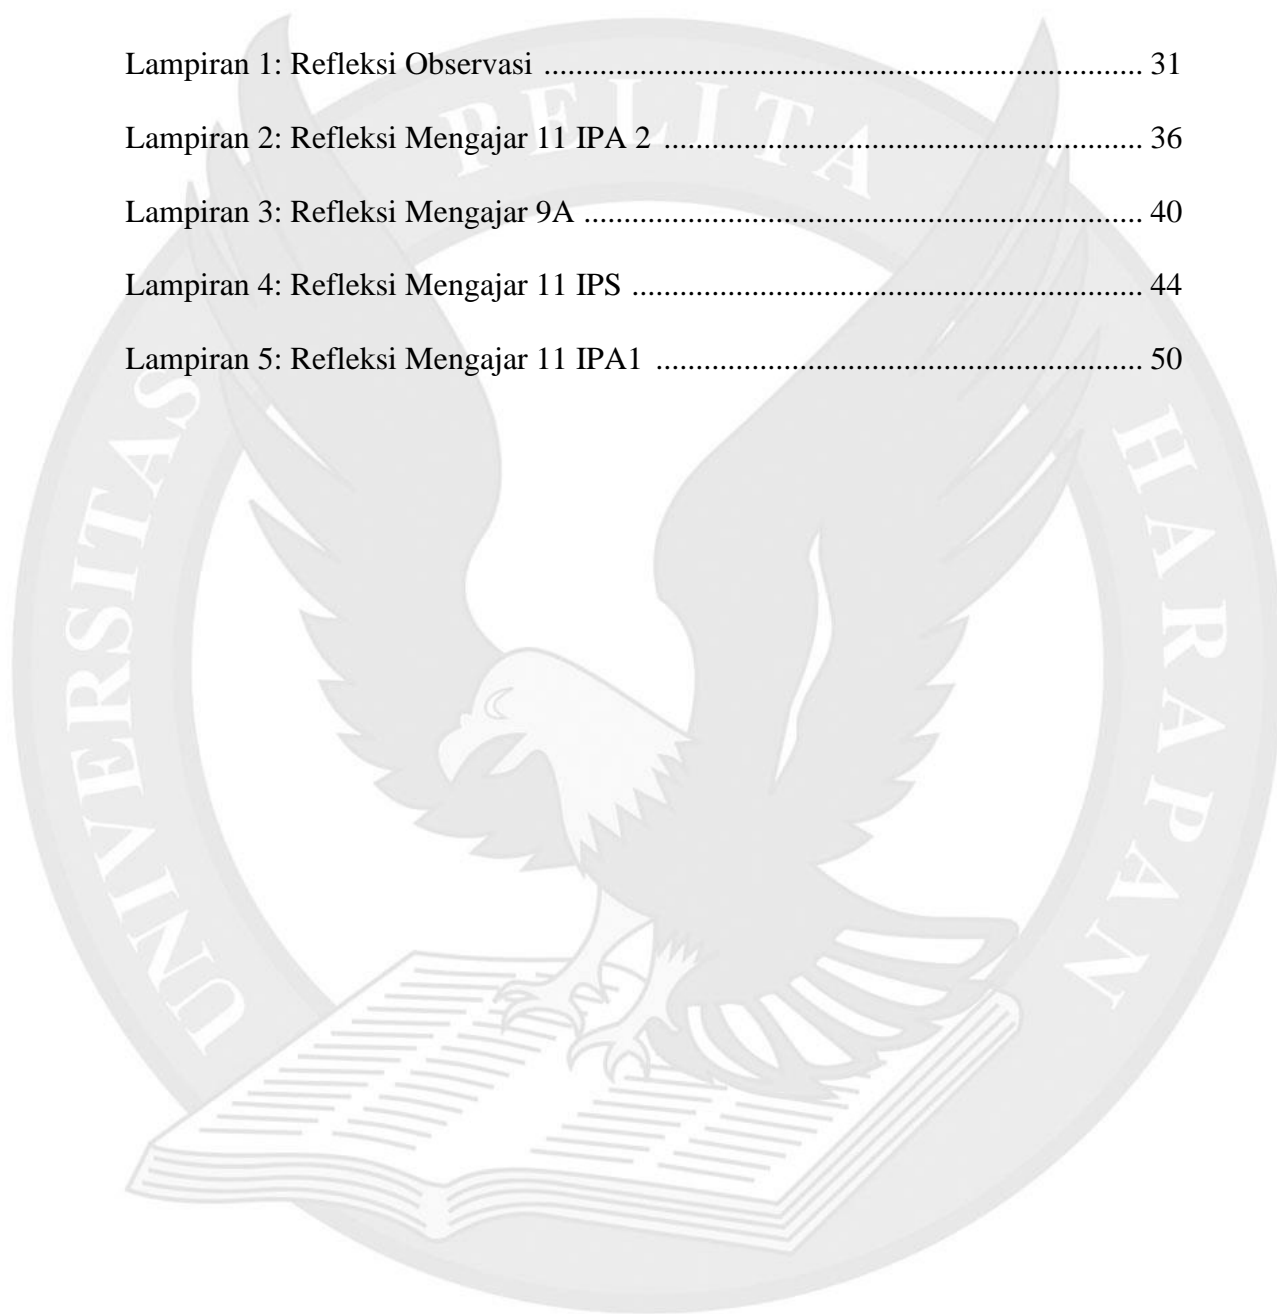 Lampiran 1: Refleksi Observasi ................................................................ 31
Lampiran 2: Refleksi Mengajar 11 IPA 2 ................................................... 36
Lampiran 3: Refleksi Mengajar 9A ............................................................ 40
Lampiran 4: Refleksi Mengajar 11 IPS ...................................................... 44
Lampiran 5: Refleksi Mengajar 11 IPA1 .................................................... 50
UNIVERSITAS PELITA HARAPAN